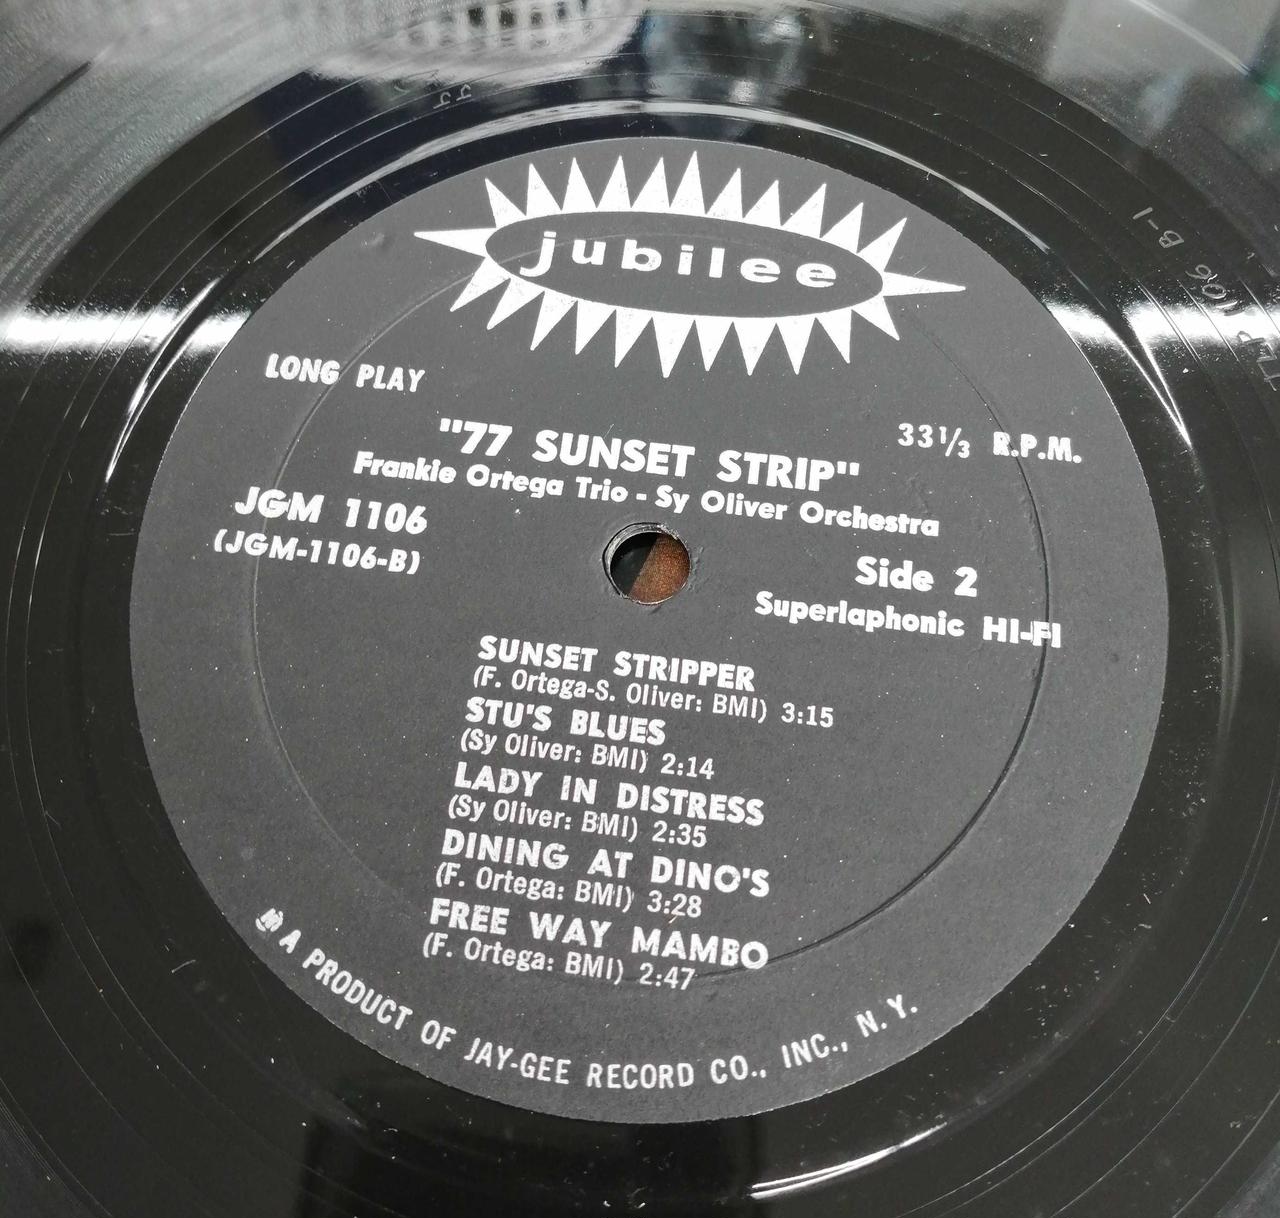 jubilee
LONG PLAY
33⅓ R.P.M.
"77 SUNSET STRIP"
Frankie Ortega Trio - Sy Oliver Orchestra
JGM 1106
(JGM-1106-B)
Side 2
Superlaphonic HI-FI
SUNSET STRIPPER
(F. Ortega-S. Oliver: BMI) 3:15
STU'S BLUES
(Sy Oliver: BMI) 2:14
LADY IN DISTRESS
(Sy Oliver: BMI) 2:35
DINING AT DINO'S
(F. Ortega: BMI) 3:28
FREE WAY MAMBO
(F. Ortega: BMI) 2:47
A PRODUCT OF JAY-GEE RECORD CO., INC., N. Y.
1106 B-1